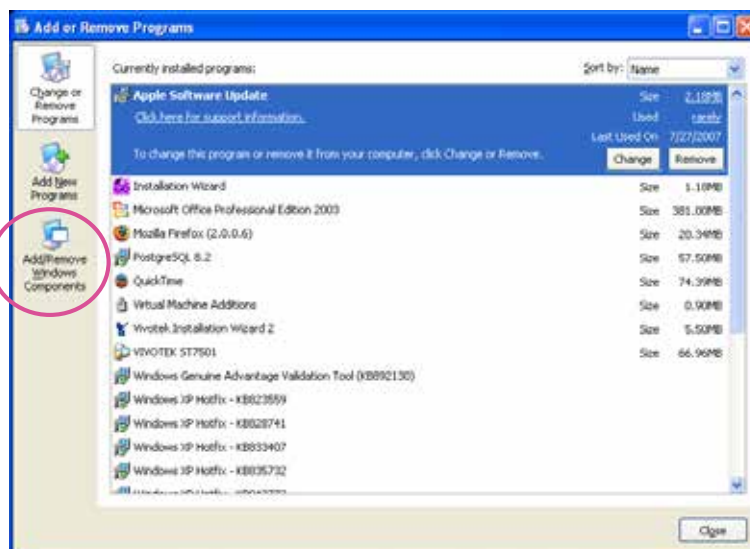 Add or Remove Programs
Change or
Remove
Programs
Add New
Programs
Add/Remove
Windows
Components
Currently installed programs:
Sort by: Name
Apple Software Update
Size 2.18MB
Click here for support information.
Used rarely
Last Used On 7/27/2007
To change this program or remove it from your computer, click Change or Remove.
Change Remove
Installation Wizard Size 1.18MB
Microsoft Office Professional Edition 2003 Size 381.00MB
Mozilla Firefox (2.0.0.6) Size 20.34MB
PostgreSQL 8.2 Size 57.50MB
QuickTime Size 74.39MB
Virtual Machine Additions Size 0.90MB
Vivotek Installation Wizard 2 Size 5.50MB
VIVOTEK ST7501 Size 66.96MB
Windows Genuine Advantage Validation Tool (KB892130)
Windows XP Hotfix - KB823559
Windows XP Hotfix - KB828741
Windows XP Hotfix - KB833407
Windows XP Hotfix - KB835732
Close